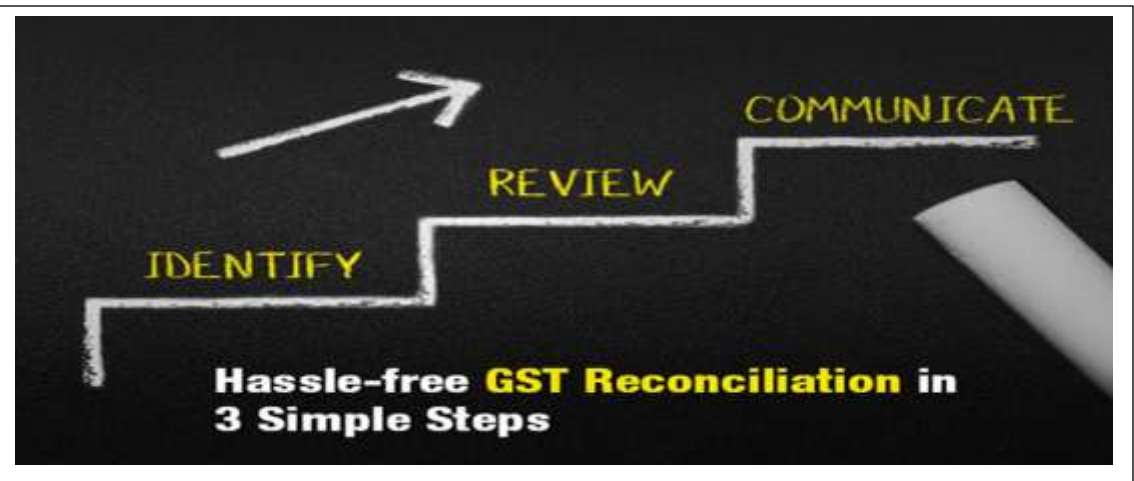 COMMUNICATE
REVIEW
IDENTIFY
Hassle-free GST Reconciliation in
3 Simple Steps